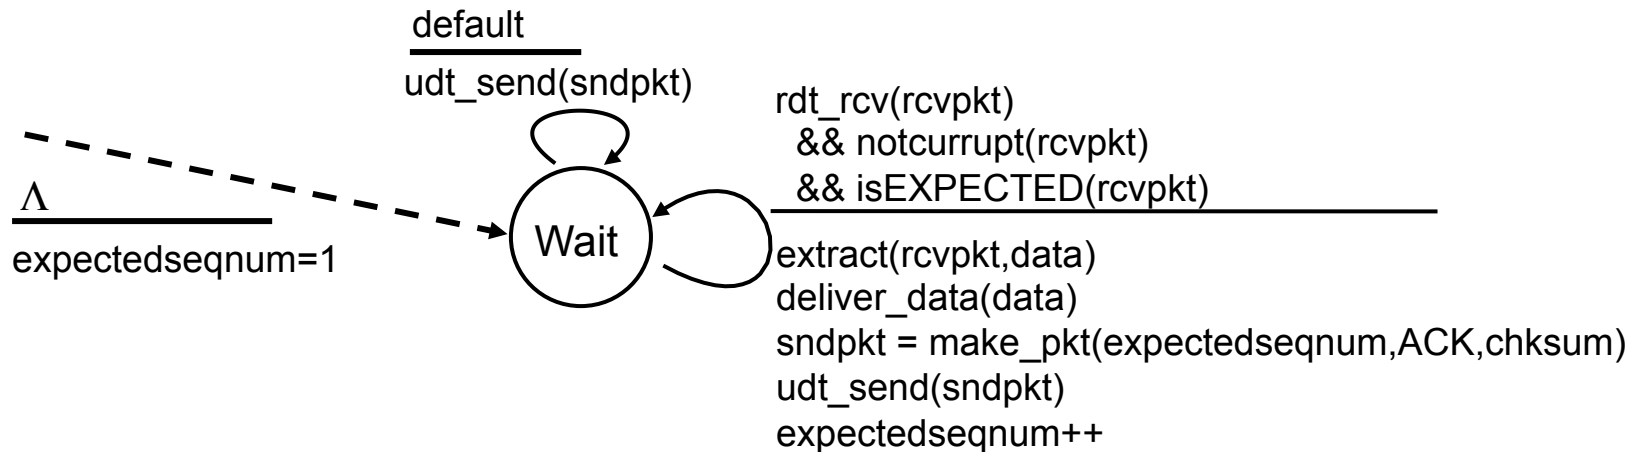 default
udt_send(sndpkt)
Λ
expectedseqnum=1
Wait
rdt_rcv(rcvpkt)
&& notcurrupt(rcvpkt)
&& isEXPECTED(rcvpkt)
extract(rcvpkt,data)
deliver_data(data)
sndpkt = make_pkt(expectedseqnum,ACK,chksum)
udt_send(sndpkt)
expectedseqnum++